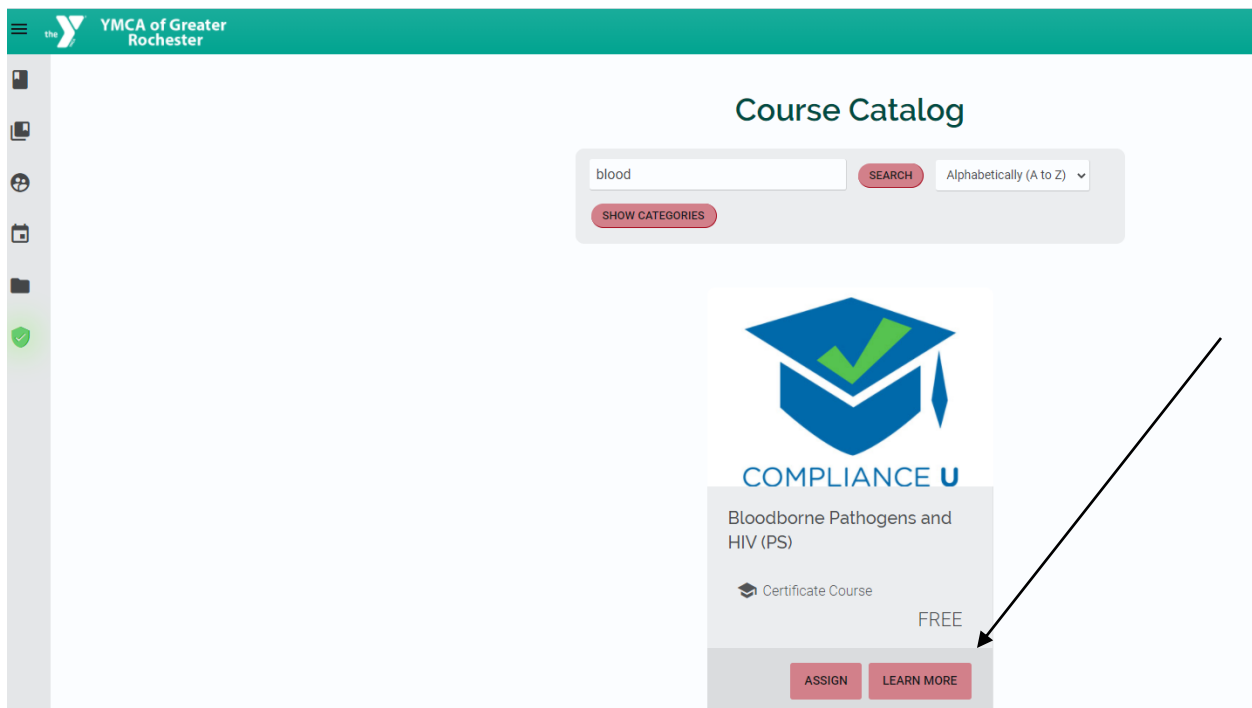 the YMCA of Greater
Rochester
Course Catalog
blood
SEARCH
Alphabetically (A to Z)
SHOW CATEGORIES
COMPLIANCE U
Bloodborne Pathogens and
HIV (PS)
Certificate Course
FREE
ASSIGN
LEARN MORE